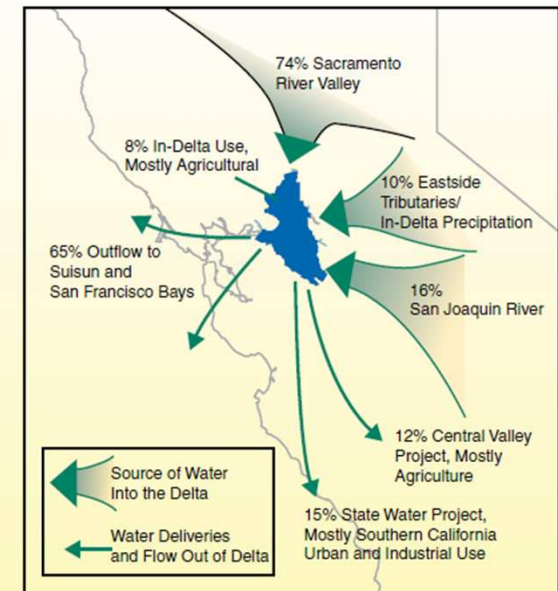 74% Sacramento
River Valley
8% In-Delta Use,
Mostly Agricultural
10% Eastside
Tributaries/
In-Delta Precipitation
65% Outflow to
Suisun and
San Francisco Bays
16%
San Joaquin River
12% Central Valley
Project, Mostly
Agriculture
15% State Water Project,
Mostly Southern California
Urban and Industrial Use
Source of Water
Into the Delta
Water Deliveries
and Flow Out of Delta